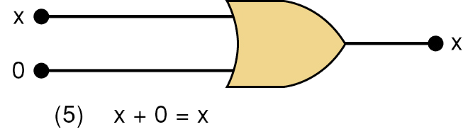 x
x
0
(5) x + 0 = x